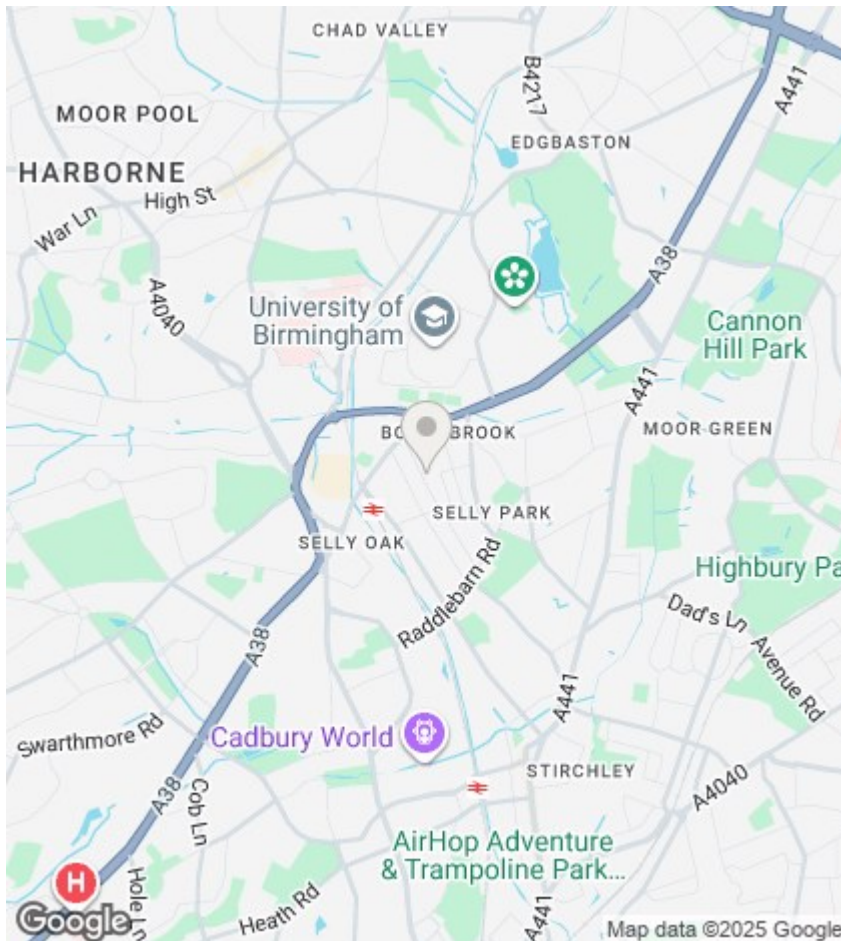 CHAD VALLEY
B4217
A441
MOOR POOL
EDGBASTON
HARBORNE
High St
War Ln
A38
A4040
University of
Birmingham
Cannon
Hill Park
A441
BO
BROOK
MOOR GREEN
SELLY PARK
SELLY OAK
Highbury Pa
Raddlebarn Rd
Dad's Ln
A38
Avenue Rd
A441
Cadbury World
Swarthmore Rd
STIRCHLEY
A38
Cob Ln
A4040
AirHop Adventure
& Trampoline Park...
H
Hole Ln
Heath Rd
A441
Google
Map data ©2025 Google